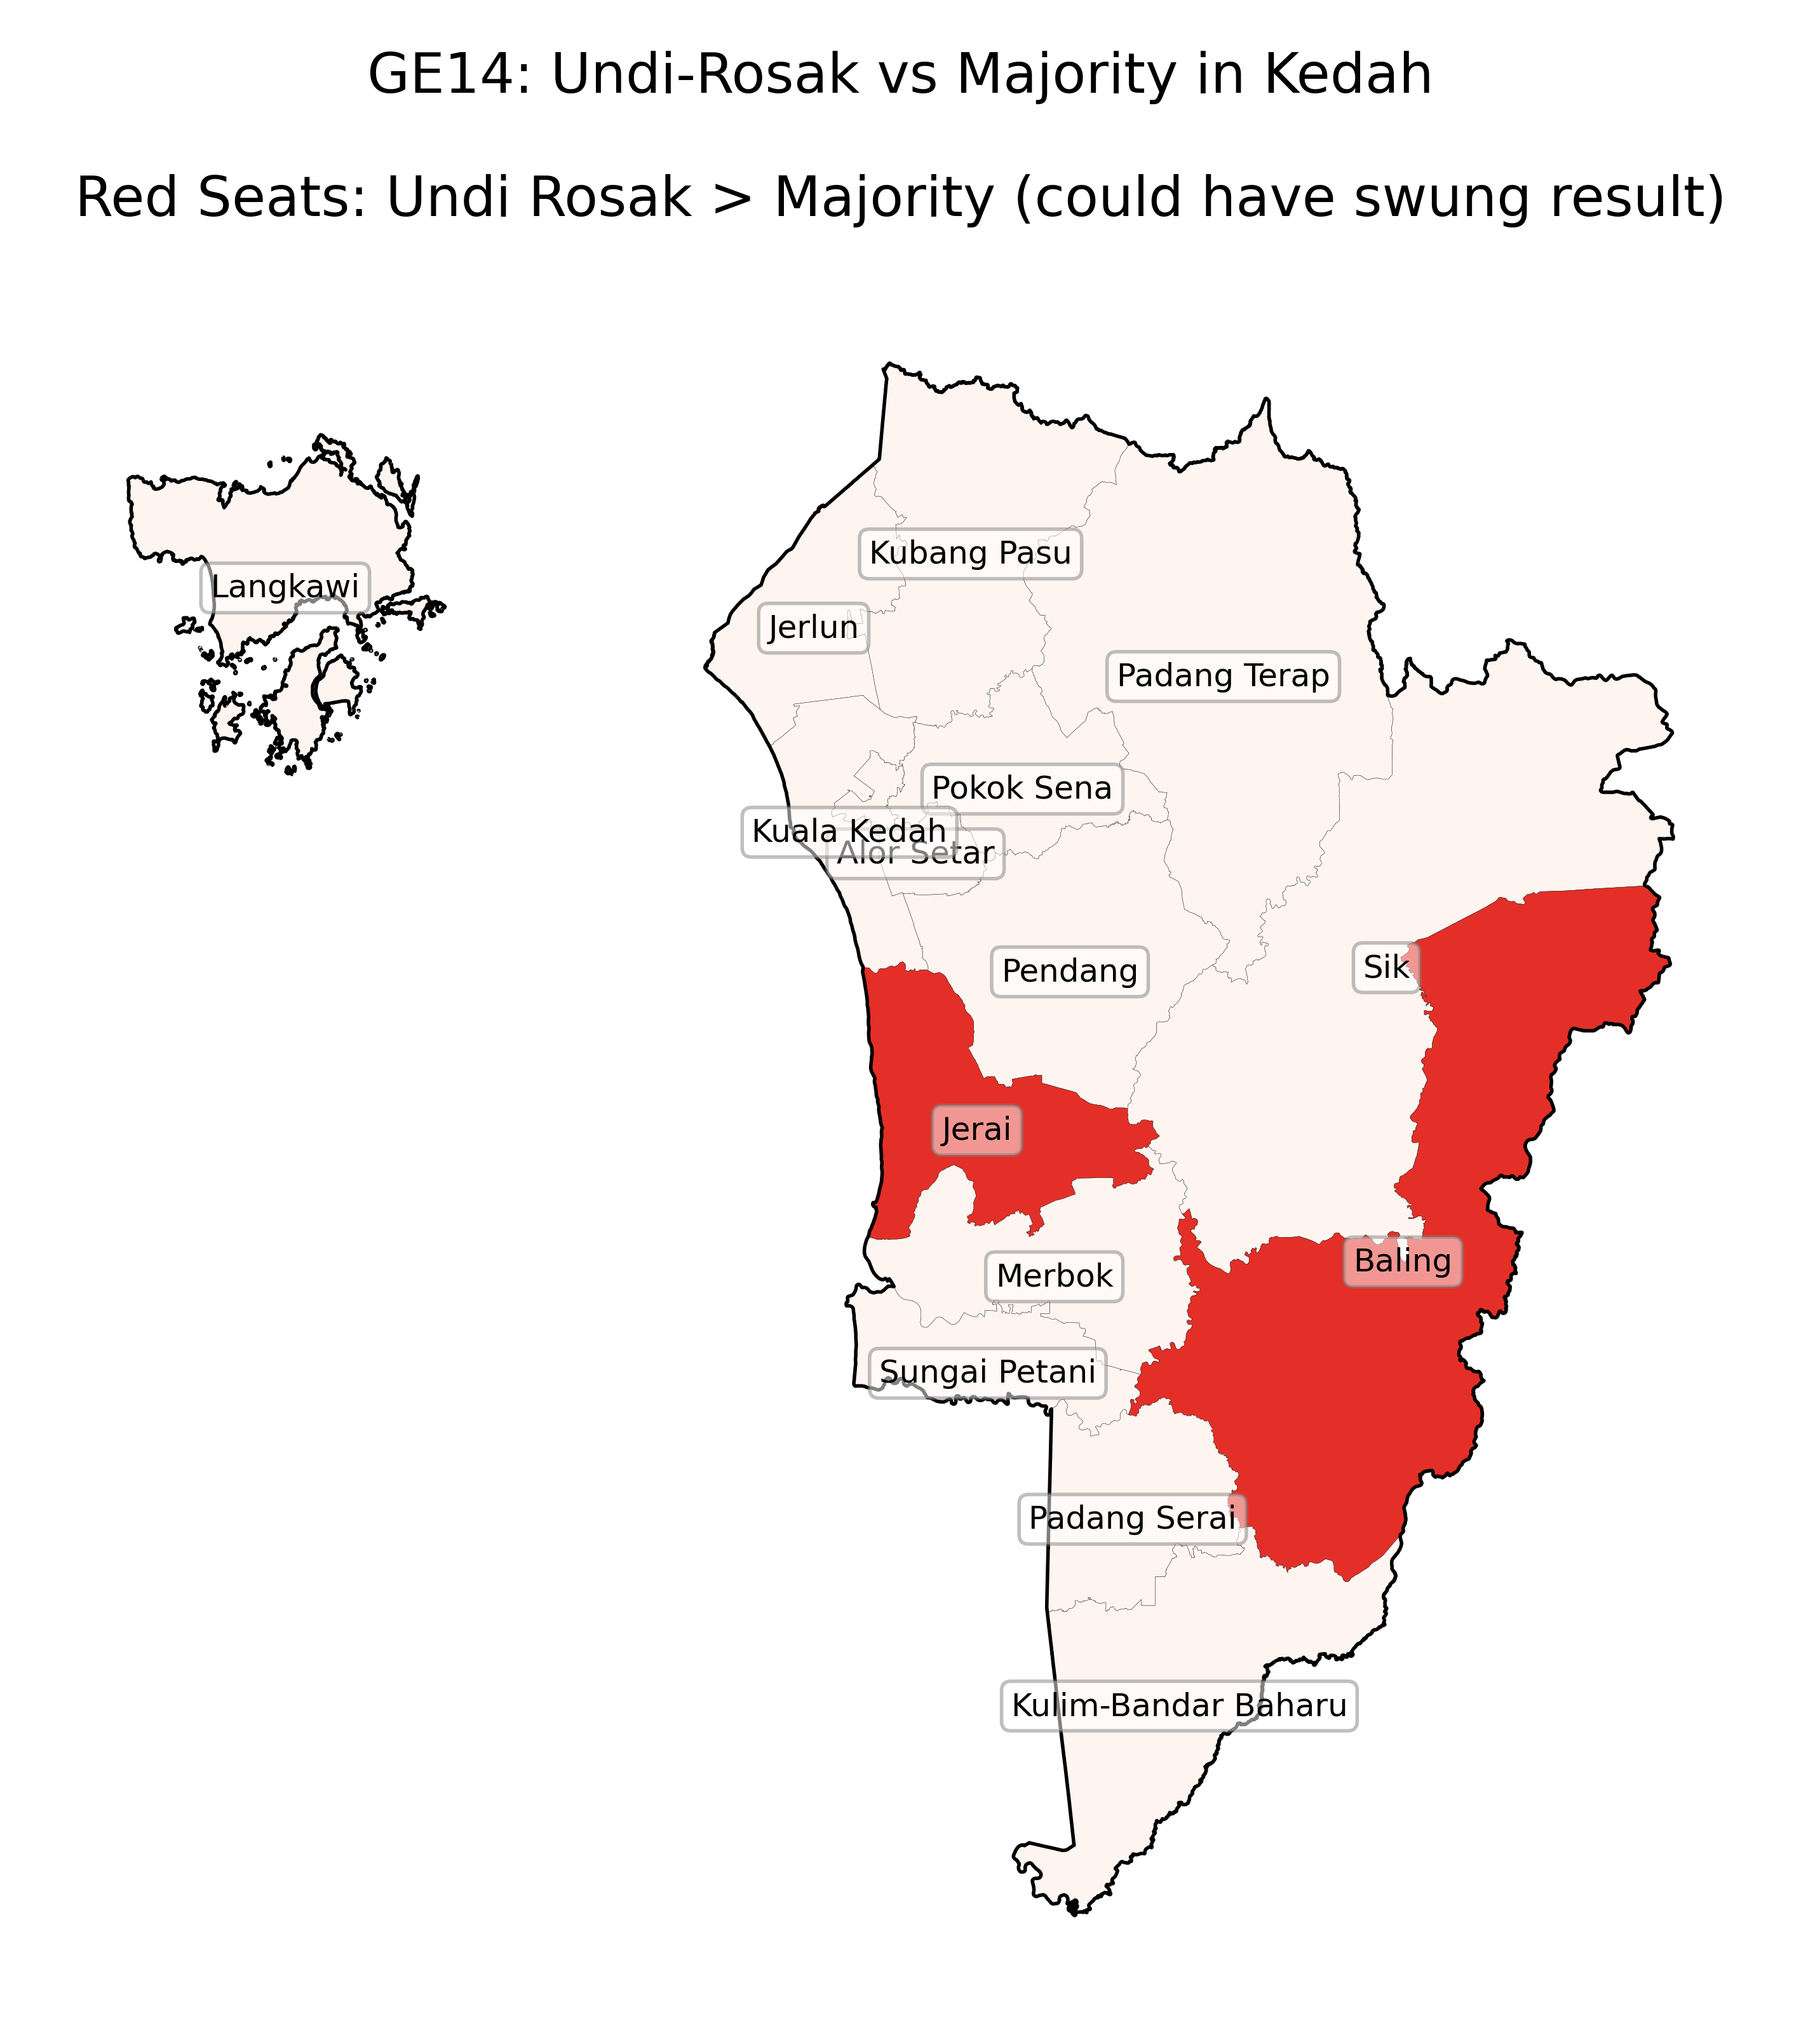 GE14: Undi-Rosak vs Majority in Kedah
Red Seats: Undi Rosak > Majority (could have swung result)
Kubang Pasu
Langkawi
Jerlun
Padang Terap
Pokok Sena
Kuala Kedah
Alor Setar
Sik
Pendang
Jerai
Baling
Merbok
Sungai Petani
Padang Serai
Kulim-Bandar Baharu